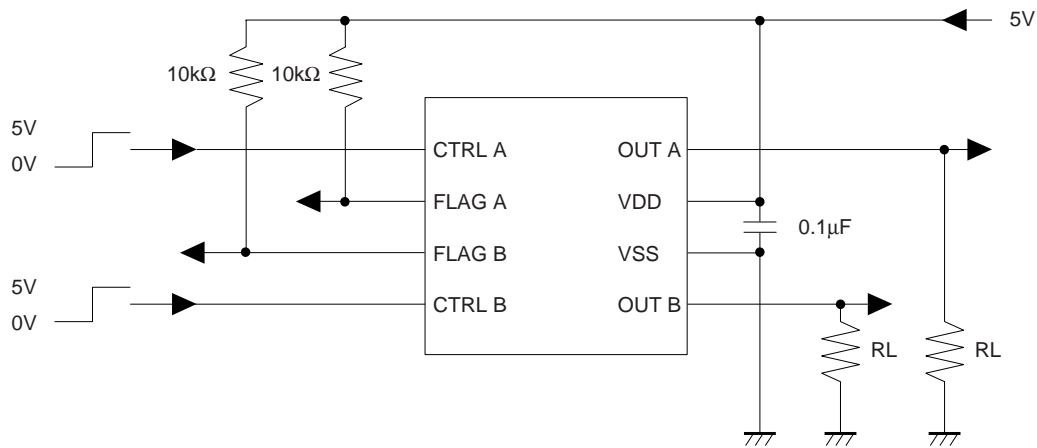 5V
10kΩ 10kΩ
5V
0V
CTRL A OUT A
FLAG A VDD
0.1μF
FLAG B VSS
5V
0V
CTRL B OUT B
RL RL